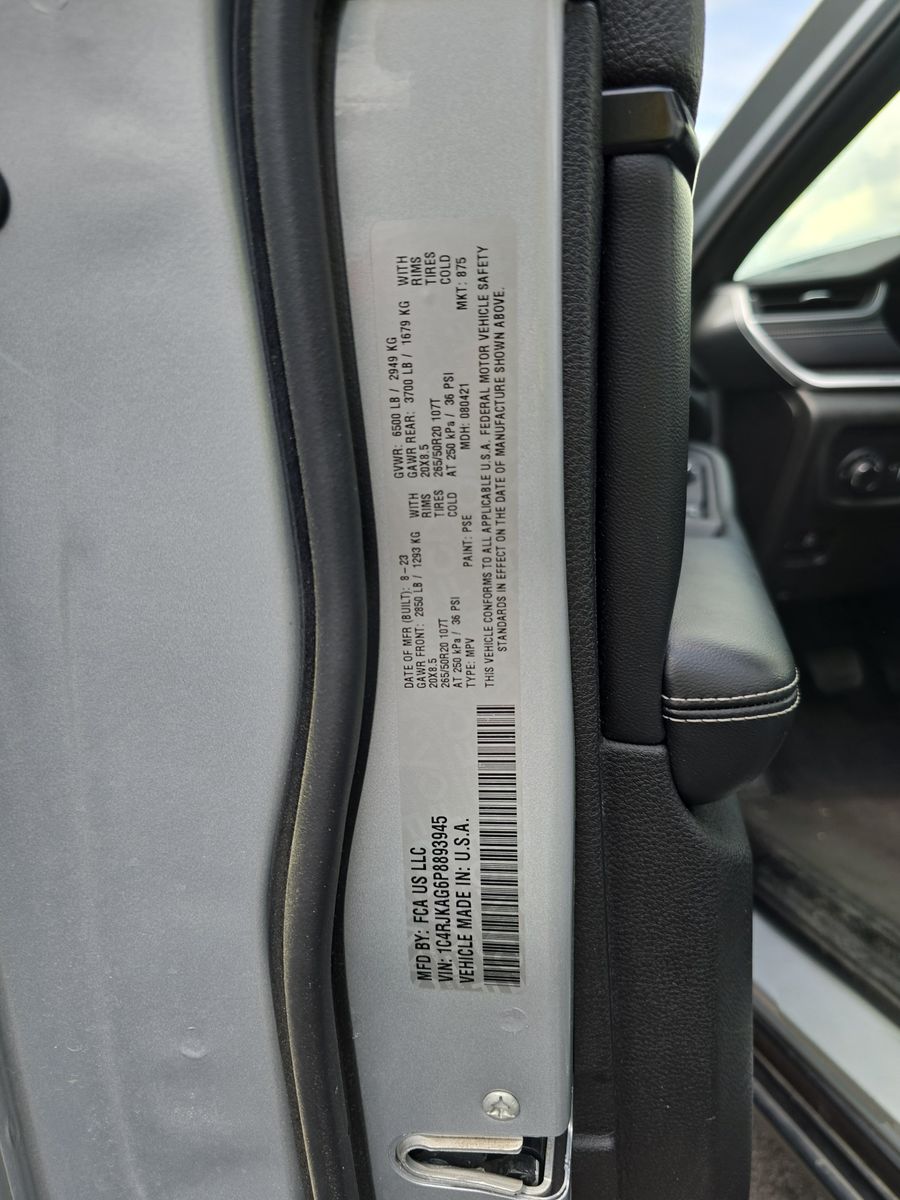 MFD BY: FCA US LLC
VIN: 1C4RJKAG6P8893945
VEHICLE MADE IN: U.S.A.
DATE OF MFR (BUILT): 8-23
GAWR FRONT: 2850 LB / 1293 KG WITH
20X8.5 RIMS
265/50R20 107T TIRES
AT 250 kPa / 36 PSI COLD
TYPE: MPV
PAINT: PSE
GVWR: 6500 LB / 2949 KG
GAWR REAR: 3700 LB / 1679 KG WITH
20X8.5 RIMS
265/50R20 107T TIRES
AT 250 kPa / 36 PSI COLD
MDH: 080421
MKT: 875
THIS VEHICLE CONFORMS TO ALL APPLICABLE U.S.A. FEDERAL MOTOR VEHICLE SAFETY
STANDARDS IN EFFECT ON THE DATE OF MANUFACTURE SHOWN ABOVE.